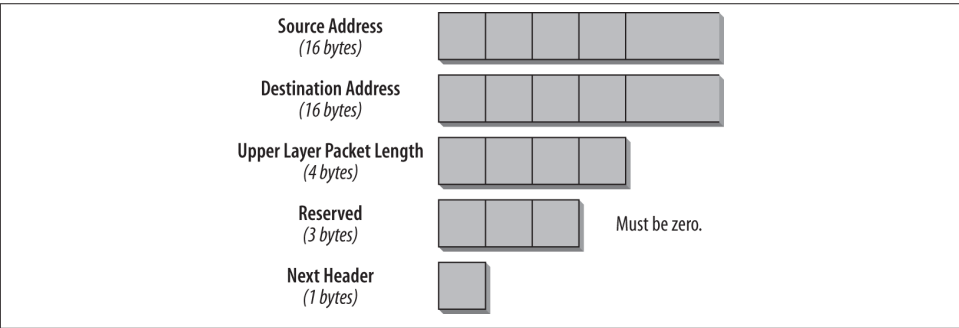 Source Address
(16 bytes)
Destination Address
(16 bytes)
Upper Layer Packet Length
(4 bytes)
Reserved
(3 bytes)
Must be zero.
Next Header
(1 bytes)